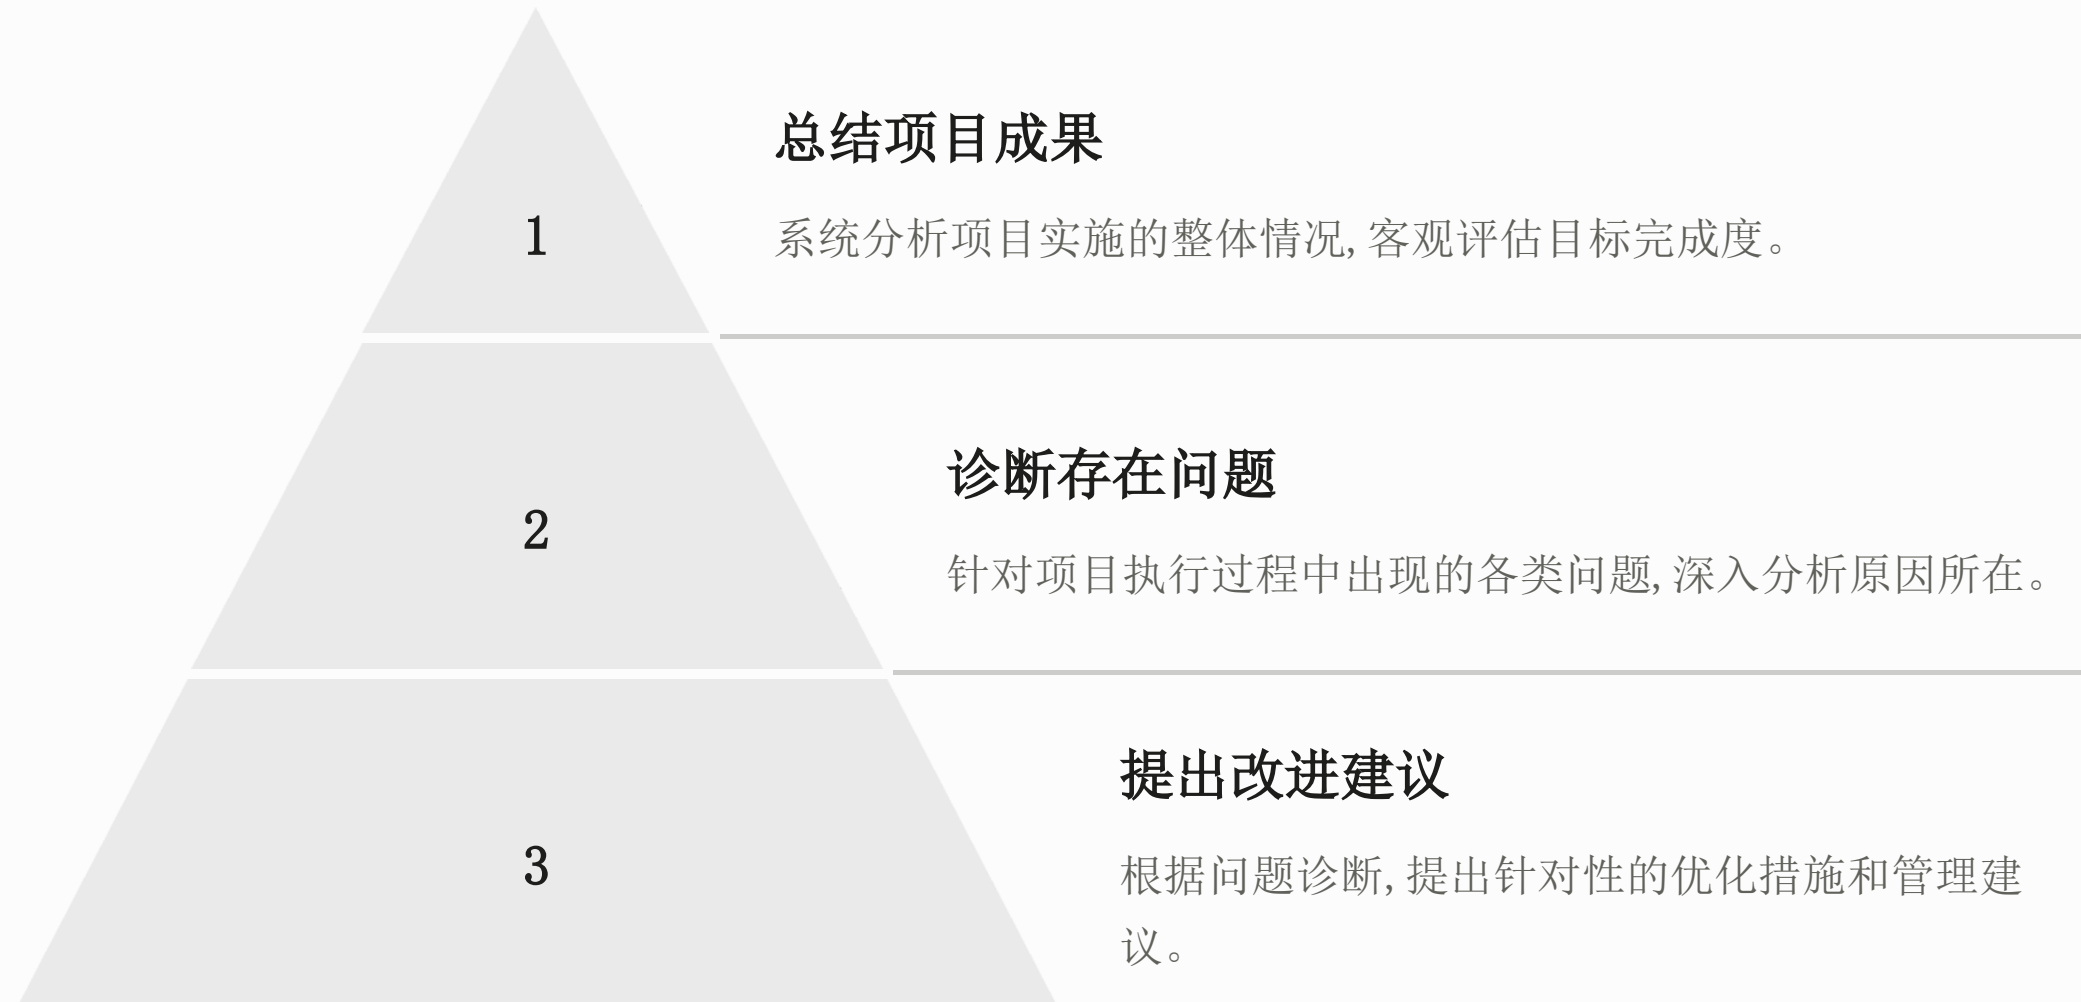 总结项目成果
1
系统分析项目实施的整体情况,客观评估目标完成度。
诊断存在问题
2
针对项目执行过程中出现的各类问题,深入分析原因所在。
提出改进建议
3
根据问题诊断,提出针对性的优化措施和管理建
议。